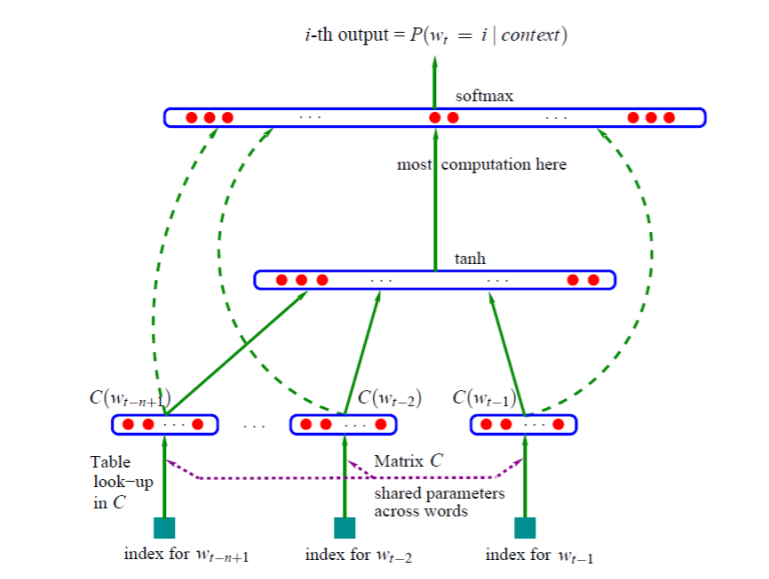 i-th output = P(w_t = i | context)
softmax
. . .
. . .
most computation here
tanh
. . .
. . .
C(w_{t−n+1})
C(w_{t−2})
C(w_{t−1})
. . .
. . .
. . .
. . .
Table
look−up
in C
Matrix C
shared parameters
across words
index for w_{t−n+1}
index for w_{t−2}
index for w_{t−1}